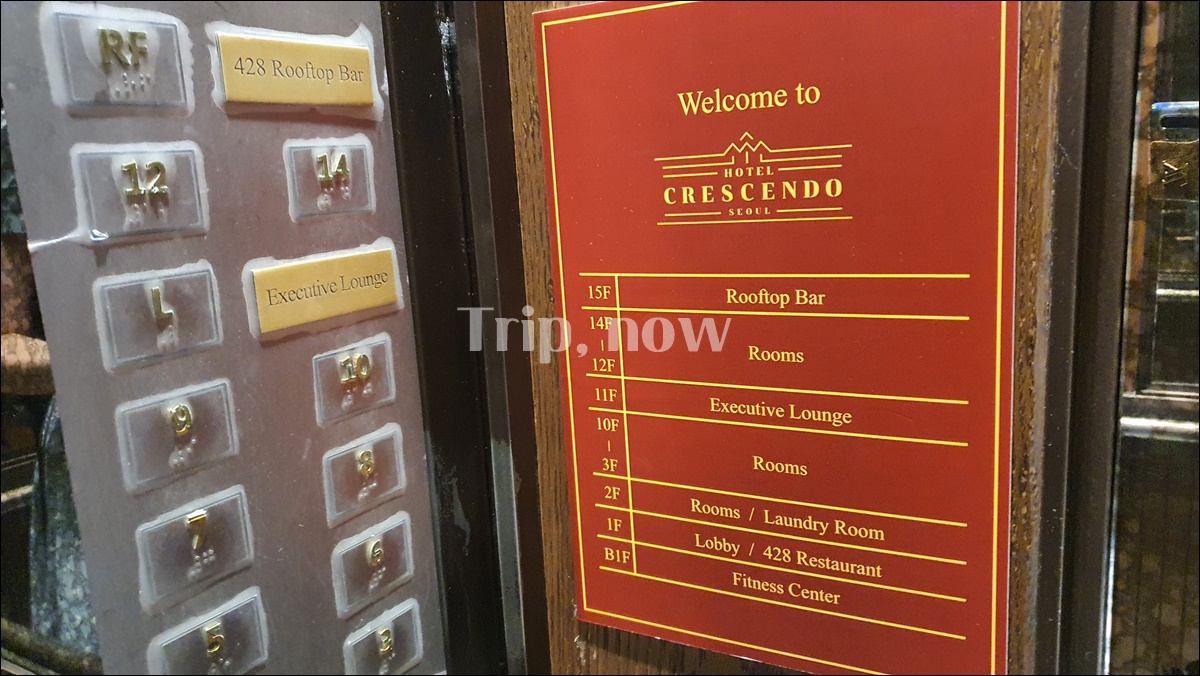 RF
428 Rooftop Bar
12
14
L
Executive Lounge
10
9
8
7
6
5
3
Welcome to
HOTEL
CRESCENDO
SEOUL
15F Rooftop Bar
14F
|
12F
Rooms
11F Executive Lounge
10F
|
3F
Rooms
2F Rooms / Laundry Room
1F Lobby / 428 Restaurant
B1F Fitness Center
Trip, now